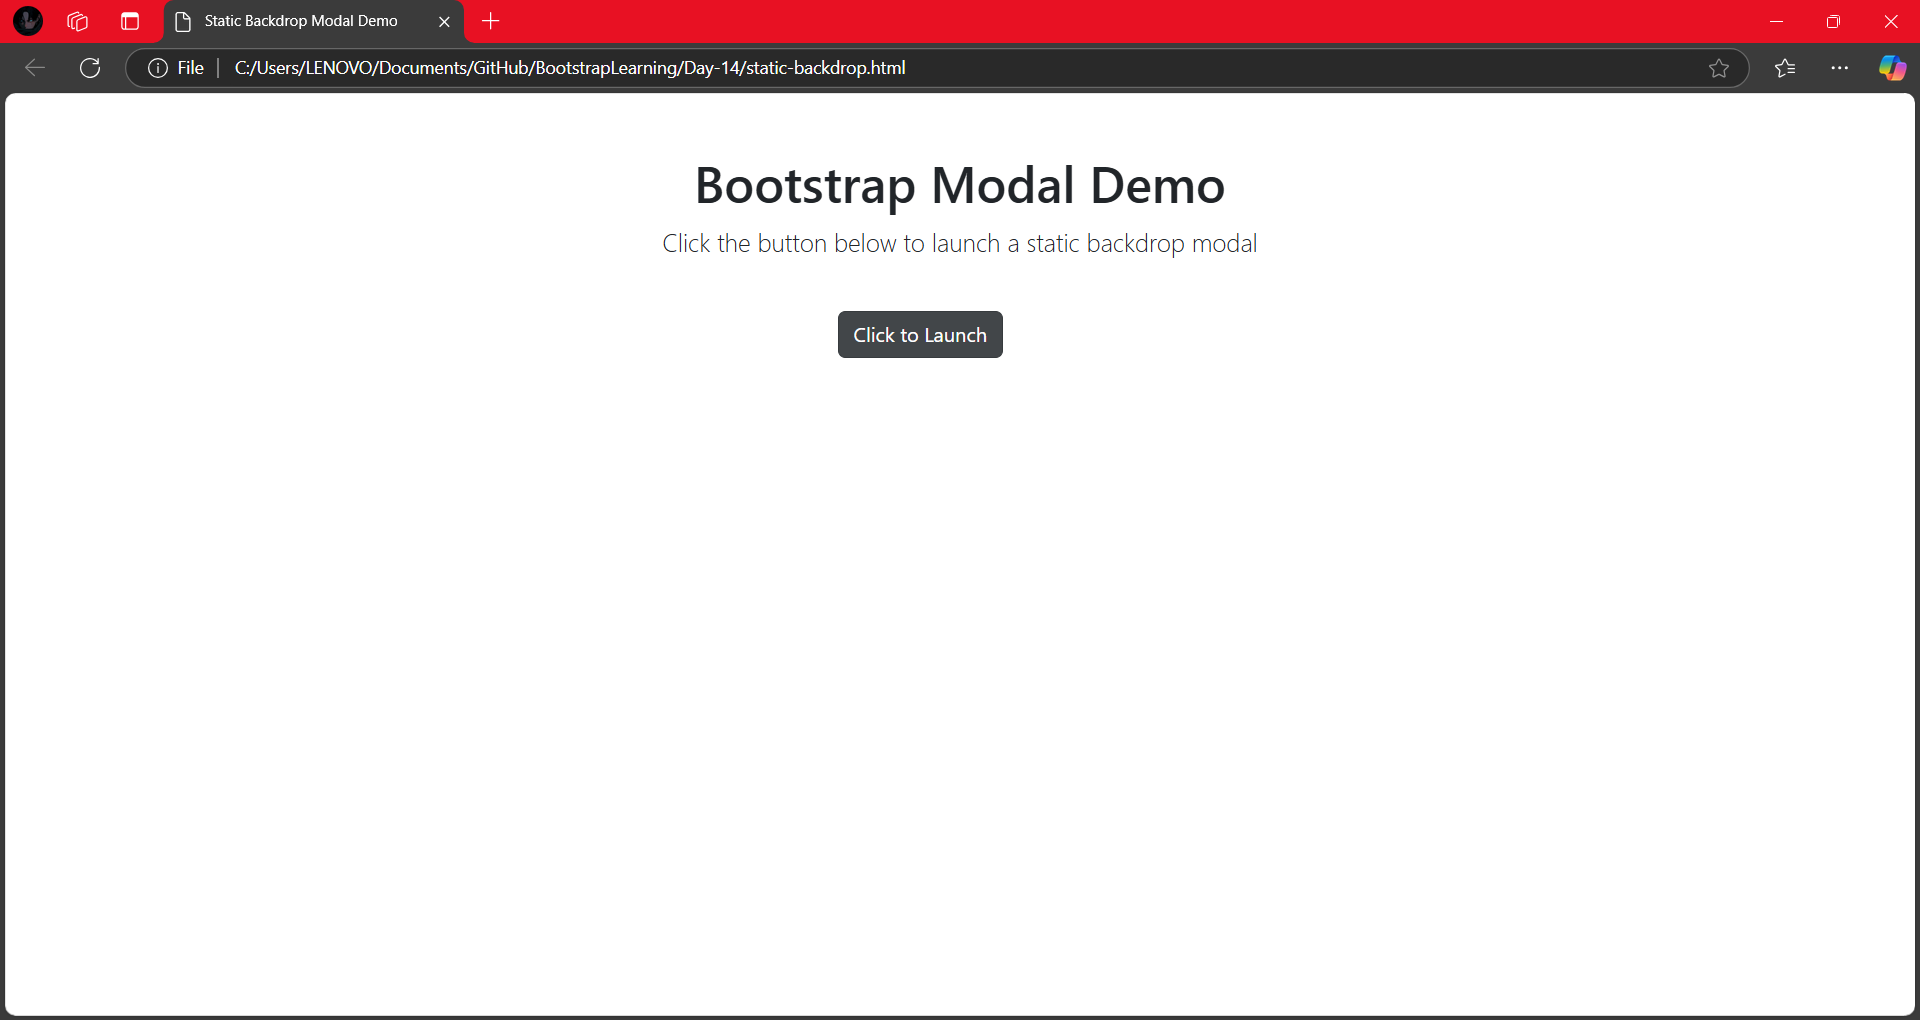 Static Backdrop Modal Demo
File
C:/Users/LENOVO/Documents/GitHub/BootstrapLearning/Day-14/static-backdrop.html
Bootstrap Modal Demo
Click the button below to launch a static backdrop modal
Click to Launch